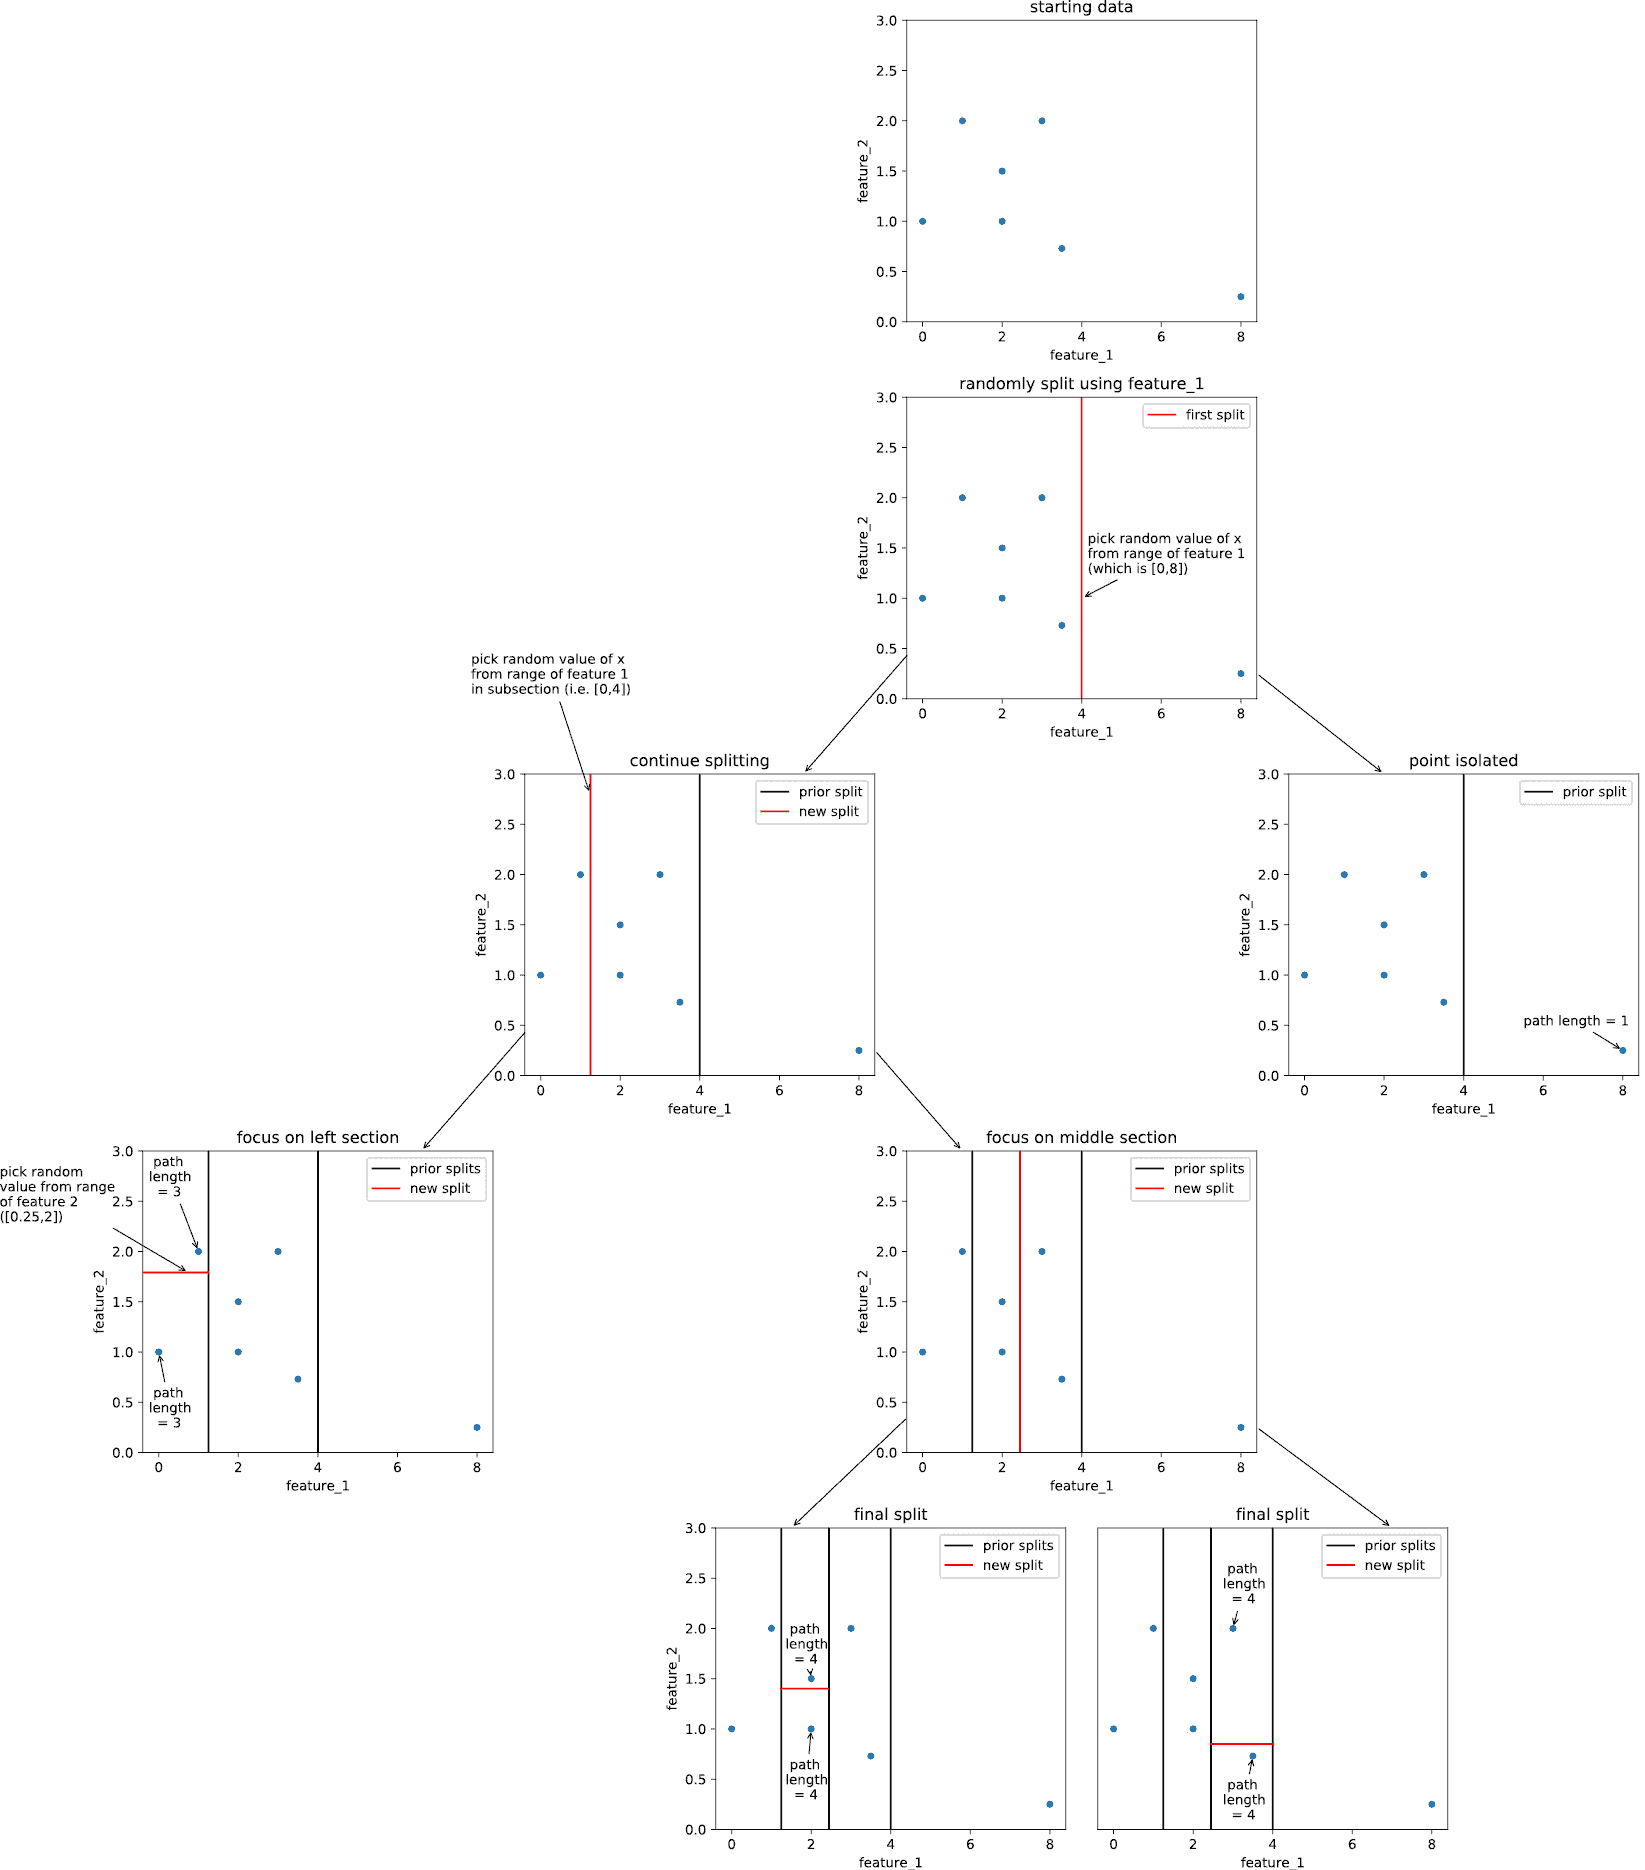 starting data
3.0
2.5
2.0
1.5
1.0
0.5
0.0
feature_2
0 2 4 6 8
feature_1
randomly split using feature_1
3.0
2.5
2.0
1.5
1.0
0.5
0.0
feature_2
first split
pick random value of x
from range of feature 1
(which is [0,8])
0 2 4 6 8
feature_1
pick random value of x
from range of feature 1
in subsection (i.e. [0,4])
continue splitting
3.0
2.5
2.0
1.5
1.0
0.5
0.0
feature_2
prior split
new split
0 2 4 6 8
feature_1
point isolated
3.0
2.5
2.0
1.5
1.0
0.5
0.0
feature_2
prior split
path length = 1
0 2 4 6 8
feature_1
focus on left section
pick random
value from range
of feature 2
([0.25,2])
3.0
2.5
2.0
1.5
1.0
0.5
0.0
feature_2
path
length
= 3
prior splits
new split
path
length
= 3
0 2 4 6 8
feature_1
focus on middle section
3.0
2.5
2.0
1.5
1.0
0.5
0.0
feature_2
prior splits
new split
0 2 4 6 8
feature_1
final split
3.0
2.5
2.0
1.5
1.0
0.5
0.0
feature_2
prior splits
new split
path
length
= 4
path
length
= 4
0 2 4 6 8
feature_1
final split
prior splits
new split
path
length
= 4
path
length
= 4
0 2 4 6 8
feature_1